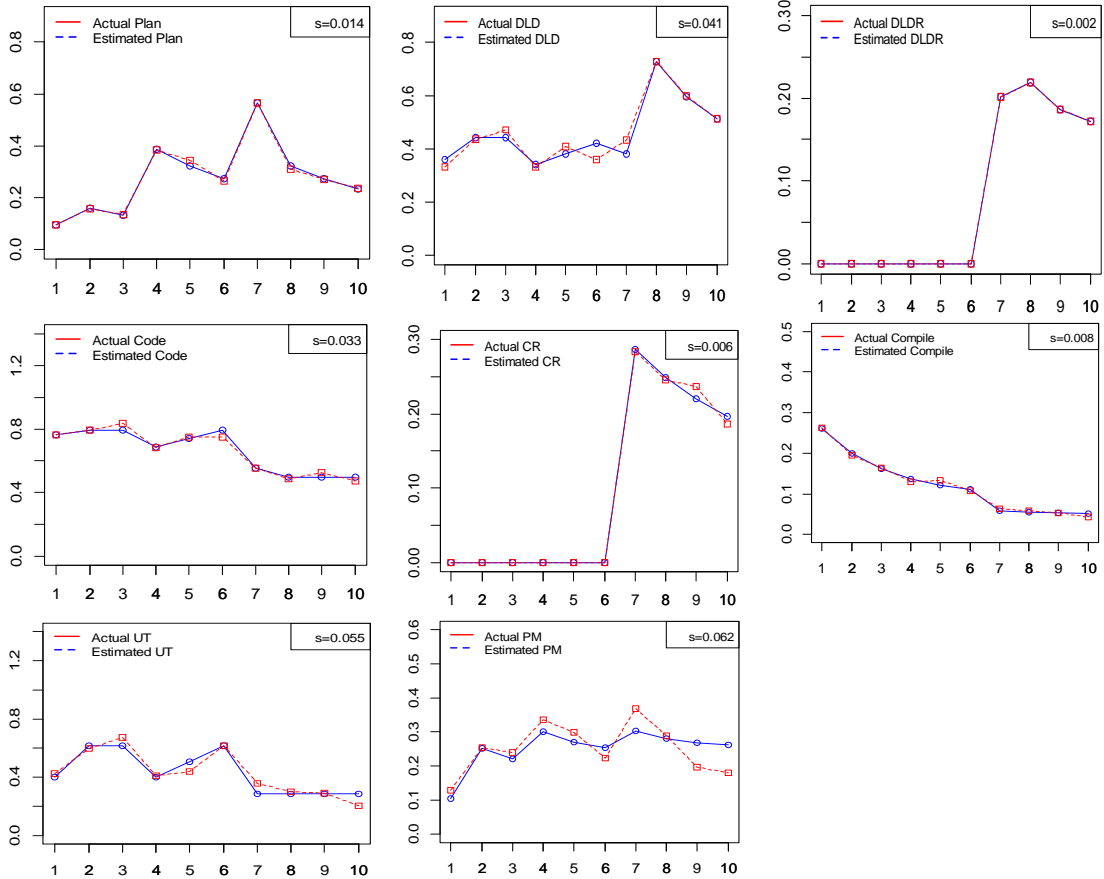 Actual Plan
Estimated Plan
s=0.014
0.0 0.2 0.4 0.6 0.8
1 2 3 4 5 6 7 8 9 10
Actual DLD
Estimated DLD
s=0.041
0.0 0.2 0.4 0.6 0.8
1 2 3 4 5 6 7 8 9 10
Actual DLDR
Estimated DLDR
s=0.002
0.00 0.10 0.20 0.30
1 2 3 4 5 6 7 8 9 10
Actual Code
Estimated Code
s=0.033
0.0 0.4 0.8 1.2
1 2 3 4 5 6 7 8 9 10
Actual CR
Estimated CR
s=0.006
0.00 0.10 0.20 0.30
1 2 3 4 5 6 7 8 9 10
Actual Compile
Estimated Compile
s=0.008
0.0 0.1 0.2 0.3 0.4 0.5
1 2 3 4 5 6 7 8 9 10
Actual UT
Estimated UT
s=0.055
0.0 0.4 0.8 1.2
1 2 3 4 5 6 7 8 9 10
Actual PM
Estimated PM
s=0.062
0.0 0.1 0.2 0.3 0.4 0.5 0.6
1 2 3 4 5 6 7 8 9 10